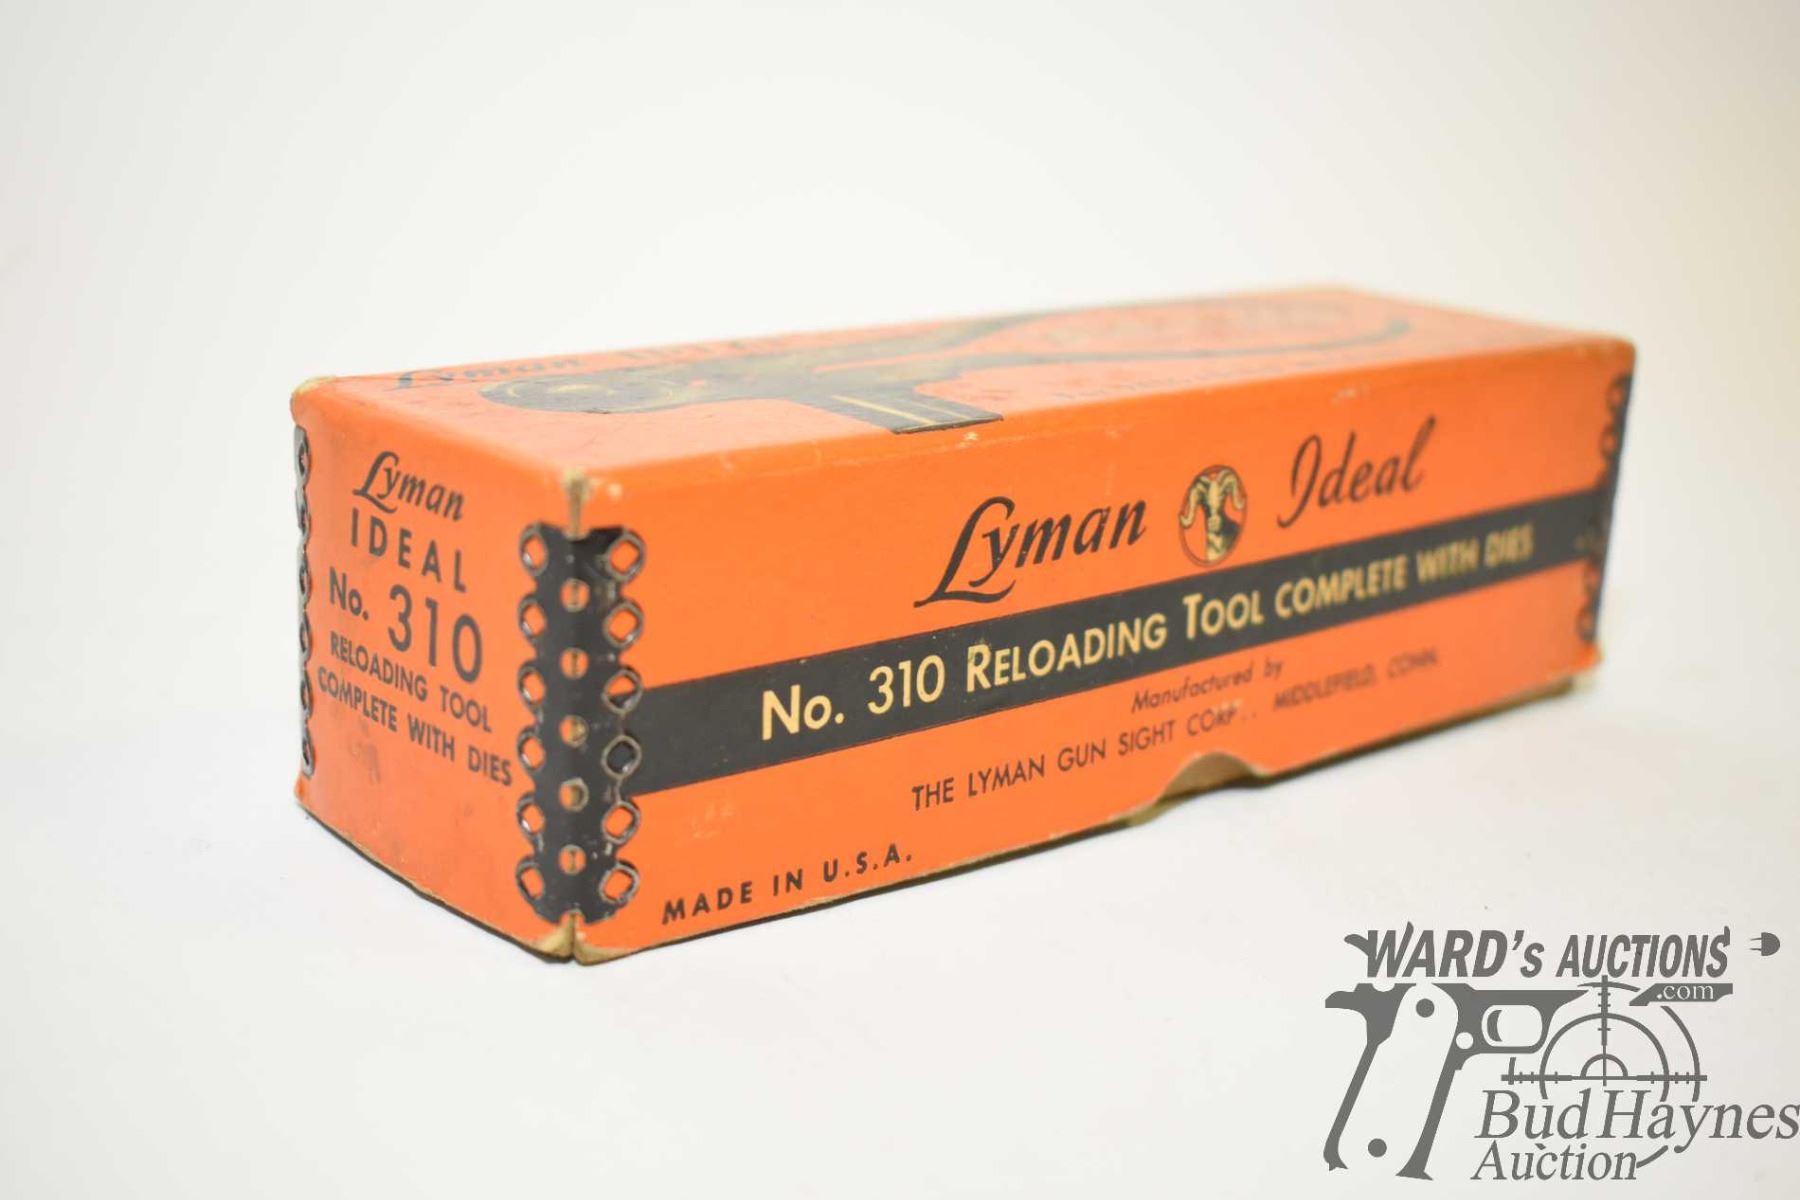 Lyman
Lyman
IDEAL
No. 310
RELOADING TOOL
COMPLETE WITH DIES
Lyman Ideal
No. 310 RELOADING TOOL COMPLETE WITH DIES
Manufactured by
THE LYMAN GUN SIGHT CORP., MIDDLEFIELD, CONN.
MADE IN U.S.A.
WARD's AUCTIONS
.com
Bud Haynes
Auction